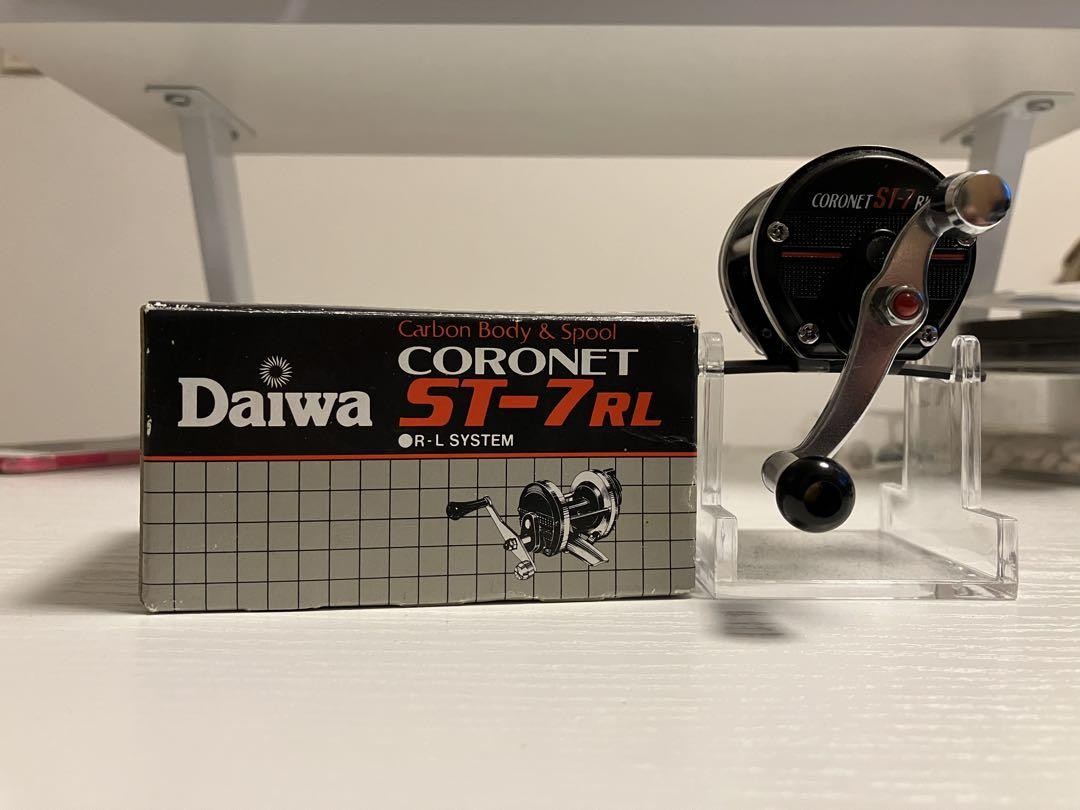 Daiwa
Carbon Body & Spool
CORONET
ST-7RL
●R-L SYSTEM
CORONET ST-7 RL